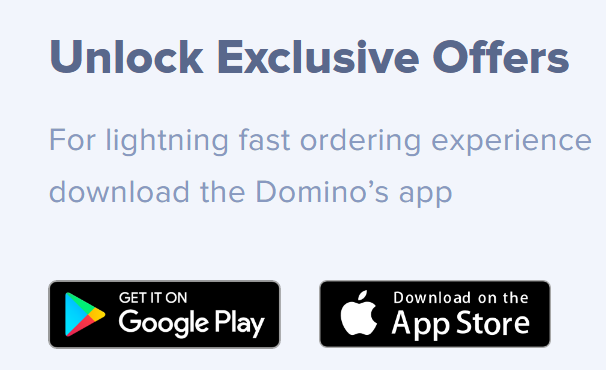 Unlock Exclusive Offers
For lightning fast ordering experience
download the Domino’s app
GET IT ON
Google Play
Download on the
App Store